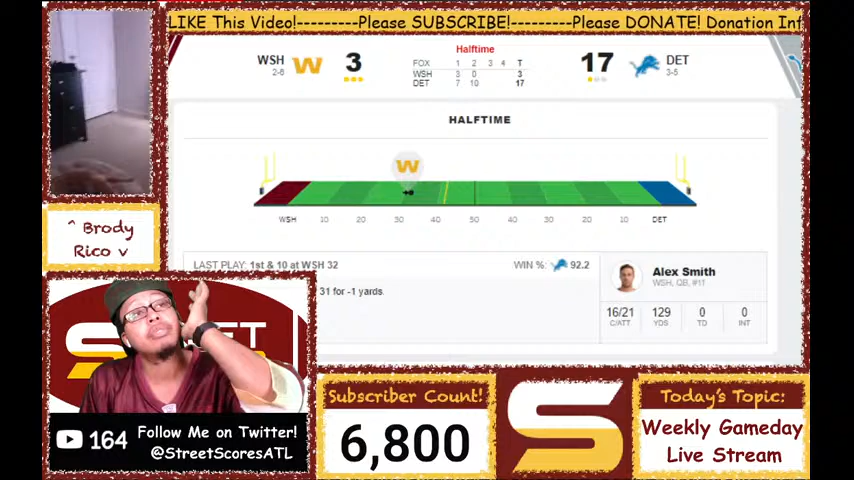 LIKE This Video!---------Please SUBSCRIBE!----------Please DONATE! Donation Inf
WSH
2-6
W
3
Halftime
FOX 1 2 3 4 T
WSH 3 0 3
DET 7 10 17
17
DET
3-5
HALFTIME
W
WSH 10 20 30 40 50 40 30 20 10 DET
^ Brody
Rico v
LAST PLAY: 1st & 10 at WSH 32
WIN %: 92.2
31 for -1 yards.
Alex Smith
WSH, QB, #11
16/21 129 0 0
C/ATT YDS TD INT
S
STREET
164
Follow Me on Twitter!
@StreetScoresATL
Subscriber Count!
6,800
S
Today's Topic:
Weekly Gameday
Live Stream